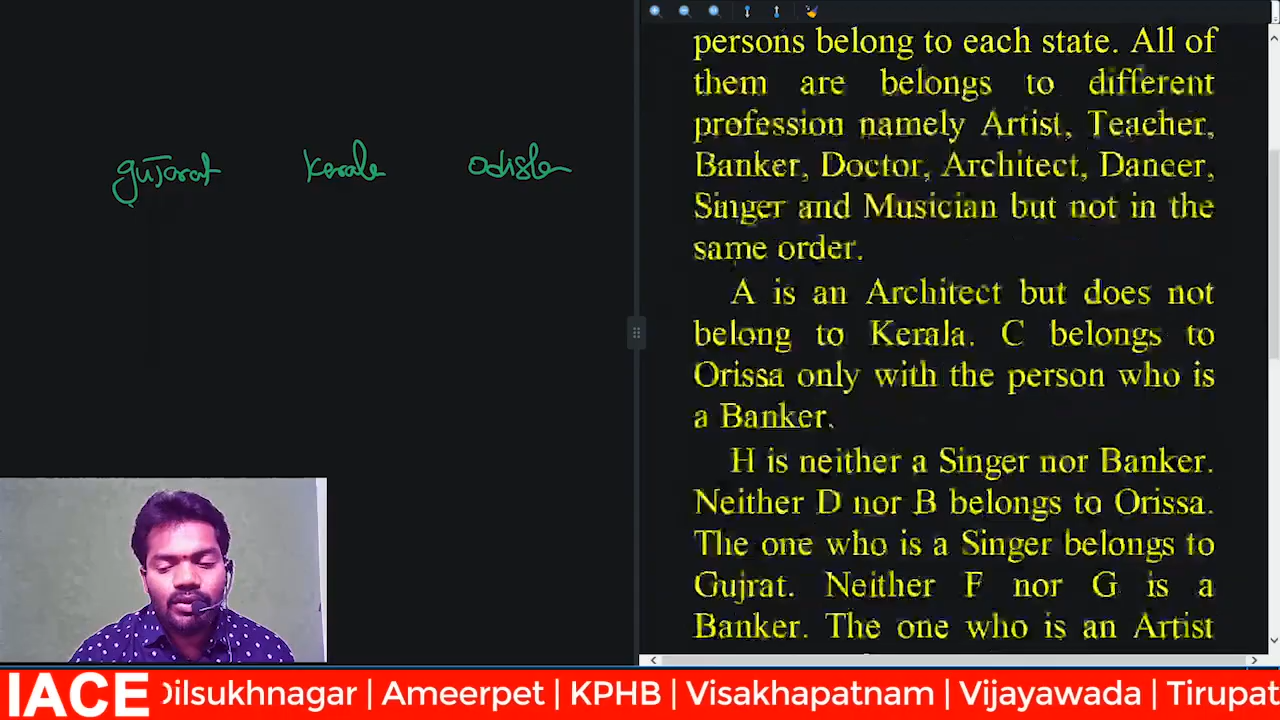 gujarat kerala odisha
persons belong to each state. All of
them are belongs to different
profession namely Artist, Teacher,
Banker, Doctor, Architect, Dancer,
Singer and Musician but not in the
same order.
A is an Architect but does not
belong to Kerala. C belongs to
Orissa only with the person who is
a Banker.
H is neither a Singer nor Banker.
Neither D nor B belongs to Orissa.
The one who is a Singer belongs to
Gujrat. Neither F nor G is a
Banker. The one who is an Artist
IACE Dilsukhnagar | Ameerpet | KPHB | Visakhapatnam | Vijayawada | Tirupat